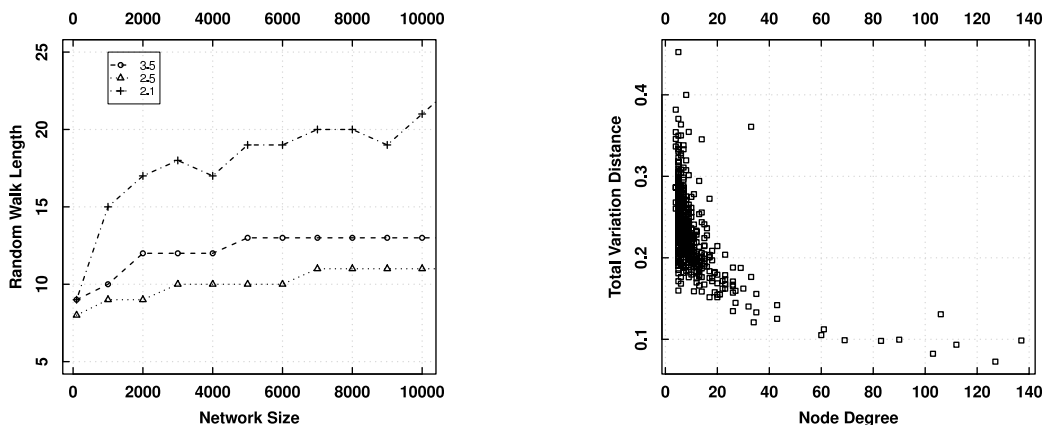 0 2000 4000 6000 8000 10000
25
20
15
10
5
Random Walk Length
3.5
2.5
2.1
0 2000 4000 6000 8000 10000
Network Size
0 20 40 60 80 100 120 140
0.4
0.3
0.2
0.1
Total Variation Distance
0 20 40 60 80 100 120 140
Node Degree